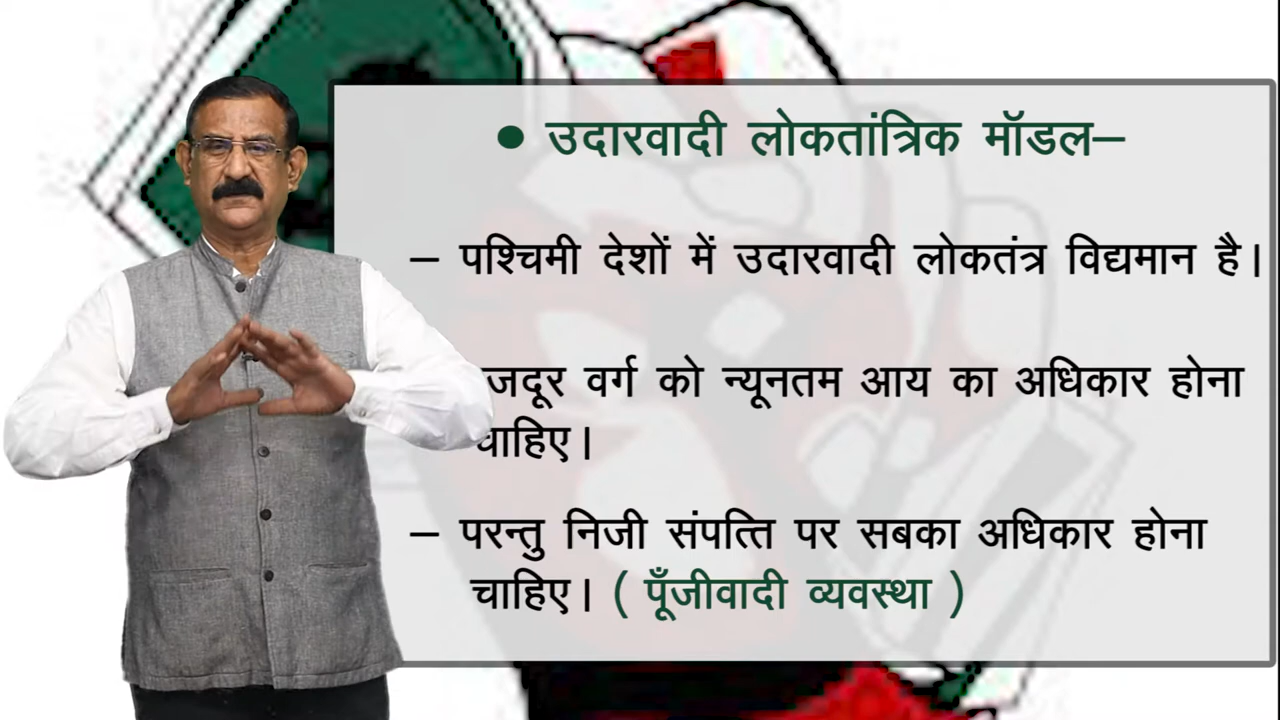 • उदारवादी लोकतांत्रिक मॉडल–
– पश्चिमी देशों में उदारवादी लोकतंत्र विद्यमान है।
वर्ग को न्यूनतम आय का अधिकार होना
चाहिए।
– परन्तु निजी संपत्ति पर सबका अधिकार होना
चाहिए। ( पूँजीवादी व्यवस्था )